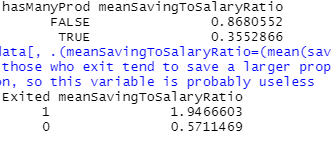 hasManyProd meanSavingToSalaryRatio
FALSE 0.8680552
TRUE 0.3552866
data[, .(meanSavingToSalaryRatio=(mean(sav
those who exit tend to save a larger prop
on, so this variable is probably useless
Exited meanSavingToSalaryRatio
1 1.9466603
0 0.5711469